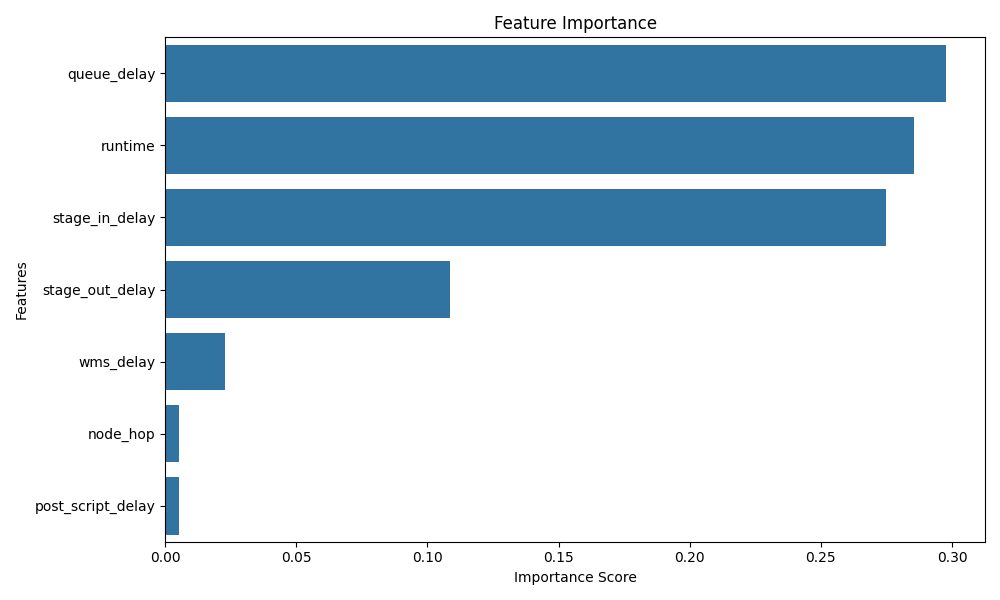 Feature Importance
Features
queue_delay
runtime
stage_in_delay
stage_out_delay
wms_delay
node_hop
post_script_delay
0.00 0.05 0.10 0.15 0.20 0.25 0.30
Importance Score